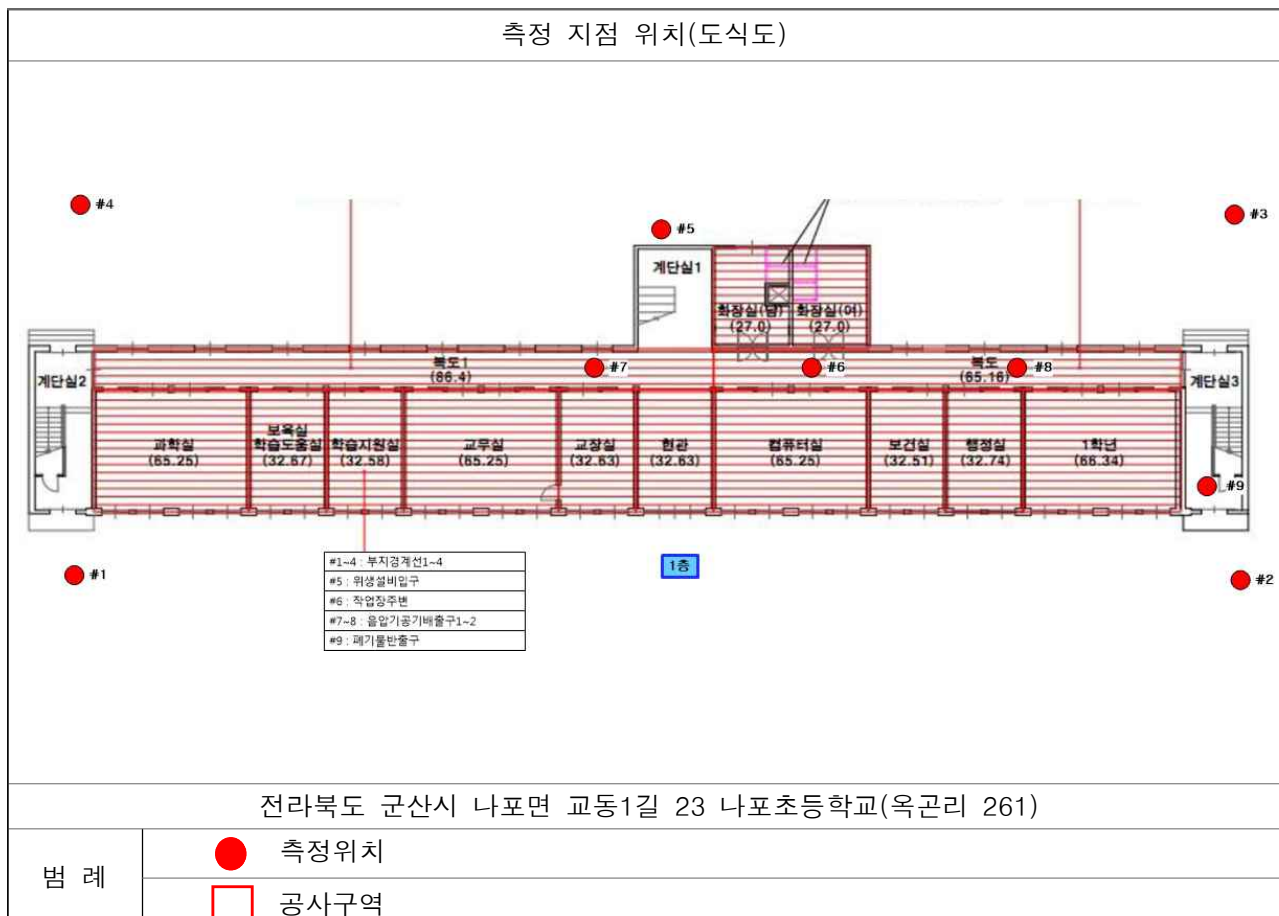 측정 지점 위치(도식도)
#4
#3
#5
계단실1
화장실(남)
(27.0)
화장실(여)
(27.0)
계단실2
복도1
(86.4)
#7
#6
복도
(65.16)
#8
계단실3
과학실
(65.25)
보육실
학습도움실
(32.67)
학습지원실
(32.58)
교무실
(65.25)
교장실
(32.63)
현관
(32.63)
컴퓨터실
(65.25)
보건실
(32.51)
행정실
(32.74)
1학년
(66.34)
#9
#1
#1~4 : 부지경계선1~4
#5 : 위생설비입구
#6 : 작업장주변
#7~8 : 음압기공기배출구1~2
#9 : 폐기물반출구
1층
#2
전라북도 군산시 나포면 교동1길 23 나포초등학교(옥곤리 261)
범 례
측정위치
공사구역